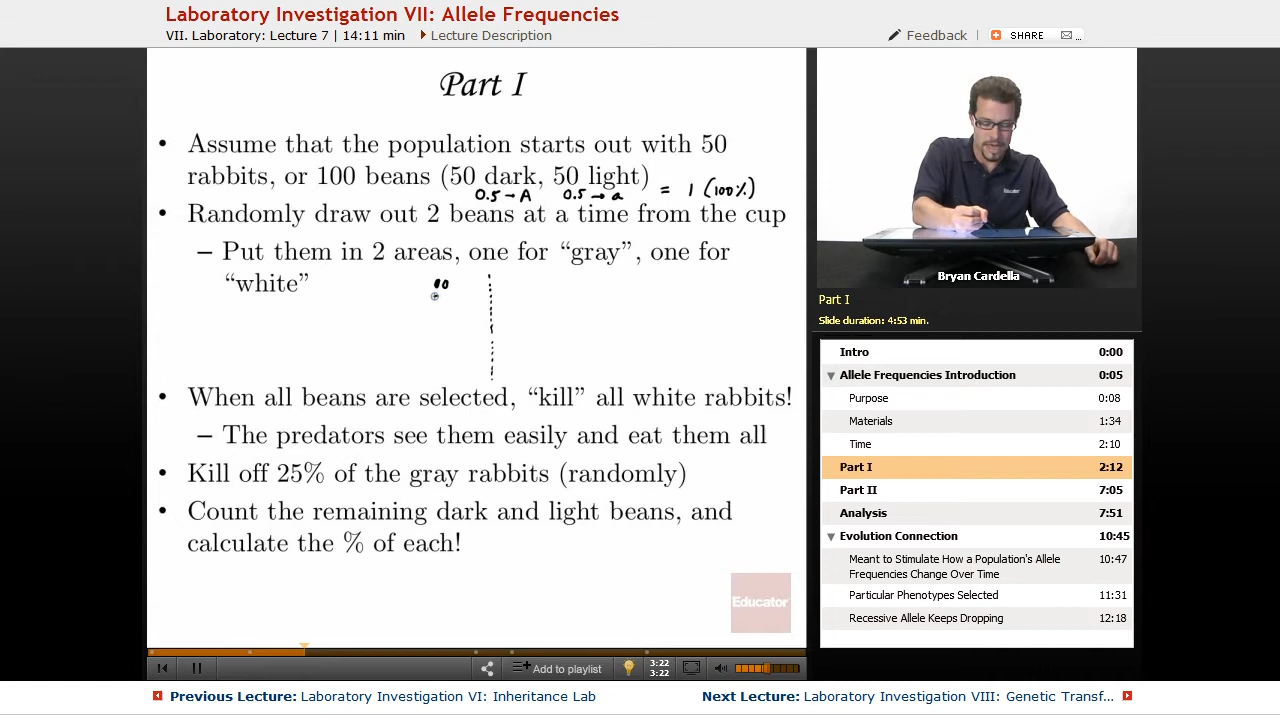 Laboratory Investigation VII: Allele Frequencies
VII. Laboratory: Lecture 7 | 14:11 min
Lecture Description
Feedback
SHARE
Part I
• Assume that the population starts out with 50
rabbits, or 100 beans (50 dark, 50 light)
0.5→A 0.5→a = 1 (100%)
• Randomly draw out 2 beans at a time from the cup
– Put them in 2 areas, one for “gray”, one for
“white”
• When all beans are selected, “kill” all white rabbits!
– The predators see them easily and eat them all
• Kill off 25% of the gray rabbits (randomly)
• Count the remaining dark and light beans, and
calculate the % of each!
Educator
Bryan Cardella
Part I
Slide duration: 4:53 min.
Intro 0:00
Allele Frequencies Introduction 0:05
Purpose 0:08
Materials 1:34
Time 2:10
Part I 2:12
Part II 7:05
Analysis 7:51
Evolution Connection 10:45
Meant to Stimulate How a Population's Allele 10:47
Frequencies Change Over Time
Particular Phenotypes Selected 11:31
Recessive Allele Keeps Dropping 12:18
Add to playlist
3:22
3:22
Previous Lecture: Laboratory Investigation VI: Inheritance Lab
Next Lecture: Laboratory Investigation VIII: Genetic Transf...